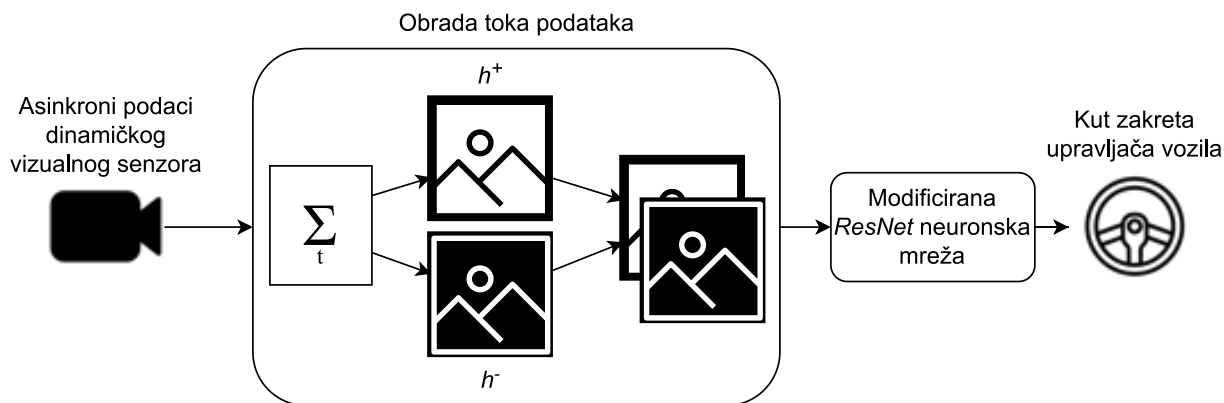 Obrada toka podataka
Asinkroni podaci
dinamičkog
vizualnog senzora
∑
t
h⁺
h⁻
Modificirana
ResNet neuronska
mreža
Kut zakreta
upravljača vozila